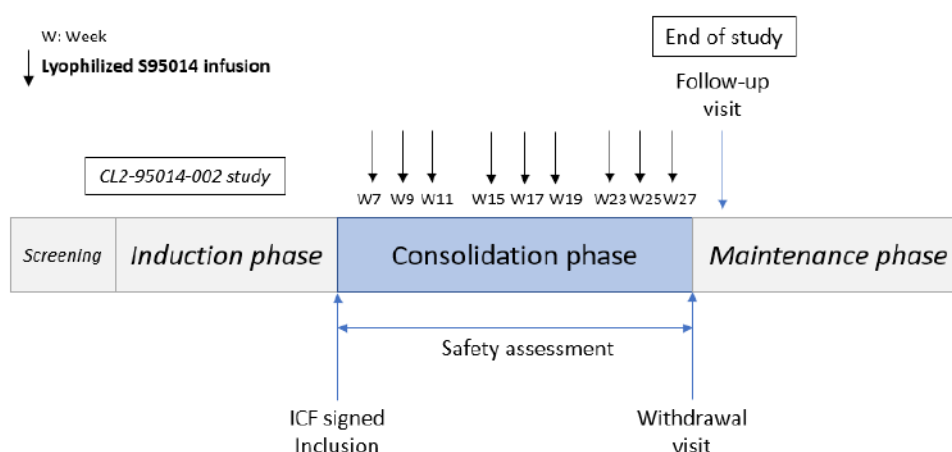 W: Week
Lyophilized S95014 infusion
End of study
Follow-up
visit
CL2-95014-002 study
W7 W9 W11 W15 W17 W19 W23 W25 W27
Screening Induction phase Consolidation phase Maintenance phase
Safety assessment
ICF signed
Inclusion
Withdrawal
visit